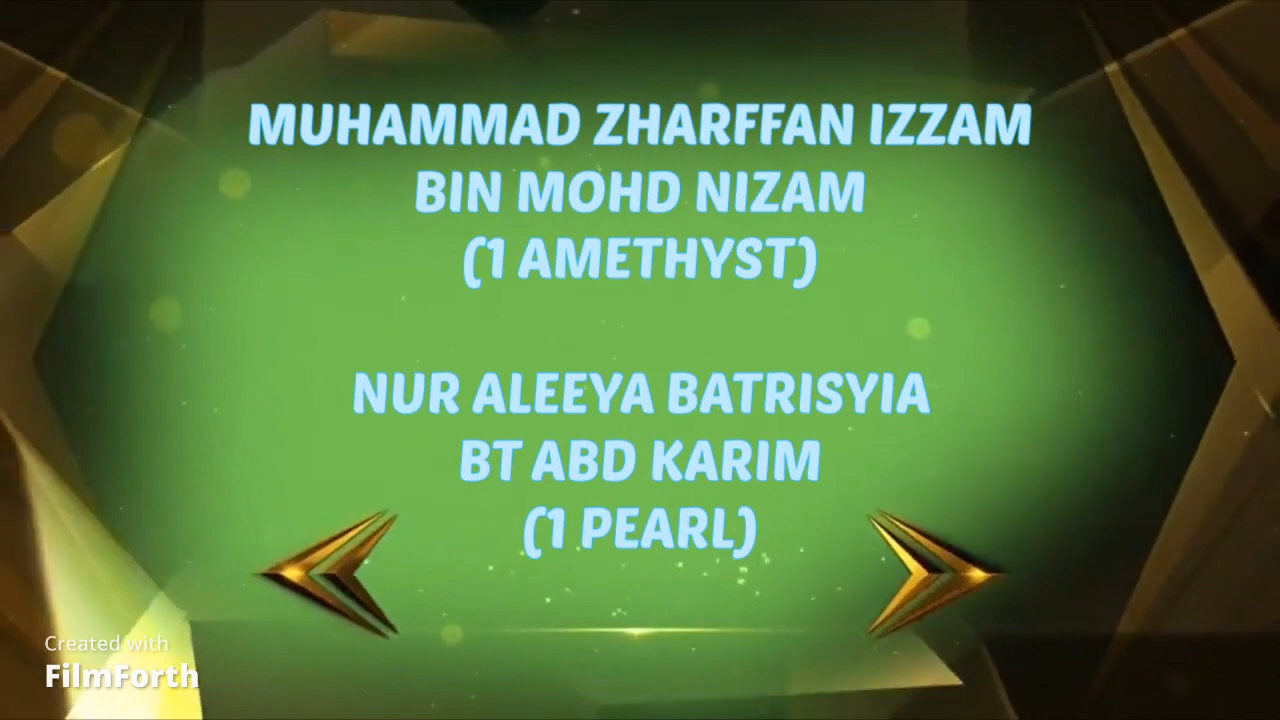 MUHAMMAD ZHARFFAN IZZAM
BIN MOHD NIZAM
(1 AMETHYST)
NUR ALEEYA BATRISYIA
BT ABD KARIM
(1 PEARL)
Created with
FilmForth